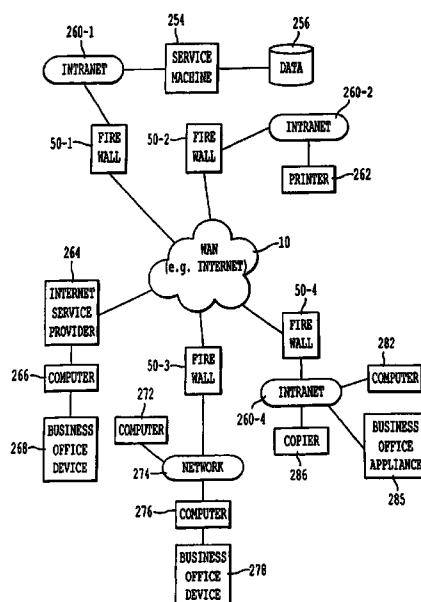 254
256
260-1
INTRANET
SERVICE
MACHINE
DATA
260-2
50-1
FIRE
WALL
50-2
FIRE
WALL
INTRANET
PRINTER
262
WAN
(e.g. INTERNET)
10
264
INTERNET
SERVICE
PROVIDER
50-4
FIRE
WALL
282
50-3
FIRE
WALL
266
COMPUTER
272
COMPUTER
INTRANET
COMPUTER
260-4
268
BUSINESS
OFFICE
DEVICE
COPIER
286
BUSINESS
OFFICE
APPLIANCE
285
274
NETWORK
276
COMPUTER
BUSINESS
OFFICE
DEVICE
278